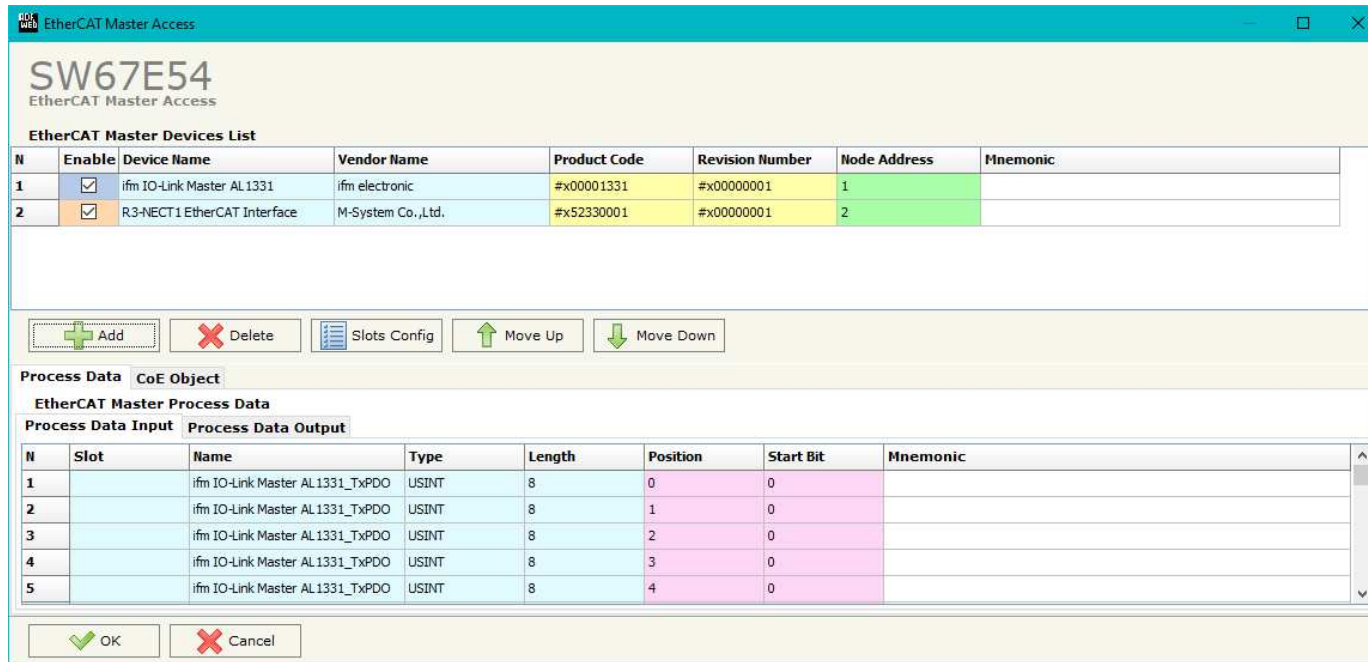 ADF
WEB EtherCAT Master Access
SW67E54
EtherCAT Master Access
EtherCAT Master Devices List
N Enable Device Name Vendor Name Product Code Revision Number Node Address Mnemonic
1 ifm IO-Link Master AL1331 ifm electronic #x00001331 #x00000001 1
2 R3-NECT1 EtherCAT Interface M-System Co.,Ltd. #x52330001 #x00000001 2
Add Delete Slots Config Move Up Move Down
Process Data CoE Object
EtherCAT Master Process Data
Process Data Input Process Data Output
N Slot Name Type Length Position Start Bit Mnemonic
1 ifm IO-Link Master AL1331_TxPDO USINT 8 0 0
2 ifm IO-Link Master AL1331_TxPDO USINT 8 1 0
3 ifm IO-Link Master AL1331_TxPDO USINT 8 2 0
4 ifm IO-Link Master AL1331_TxPDO USINT 8 3 0
5 ifm IO-Link Master AL1331_TxPDO USINT 8 4 0
OK Cancel